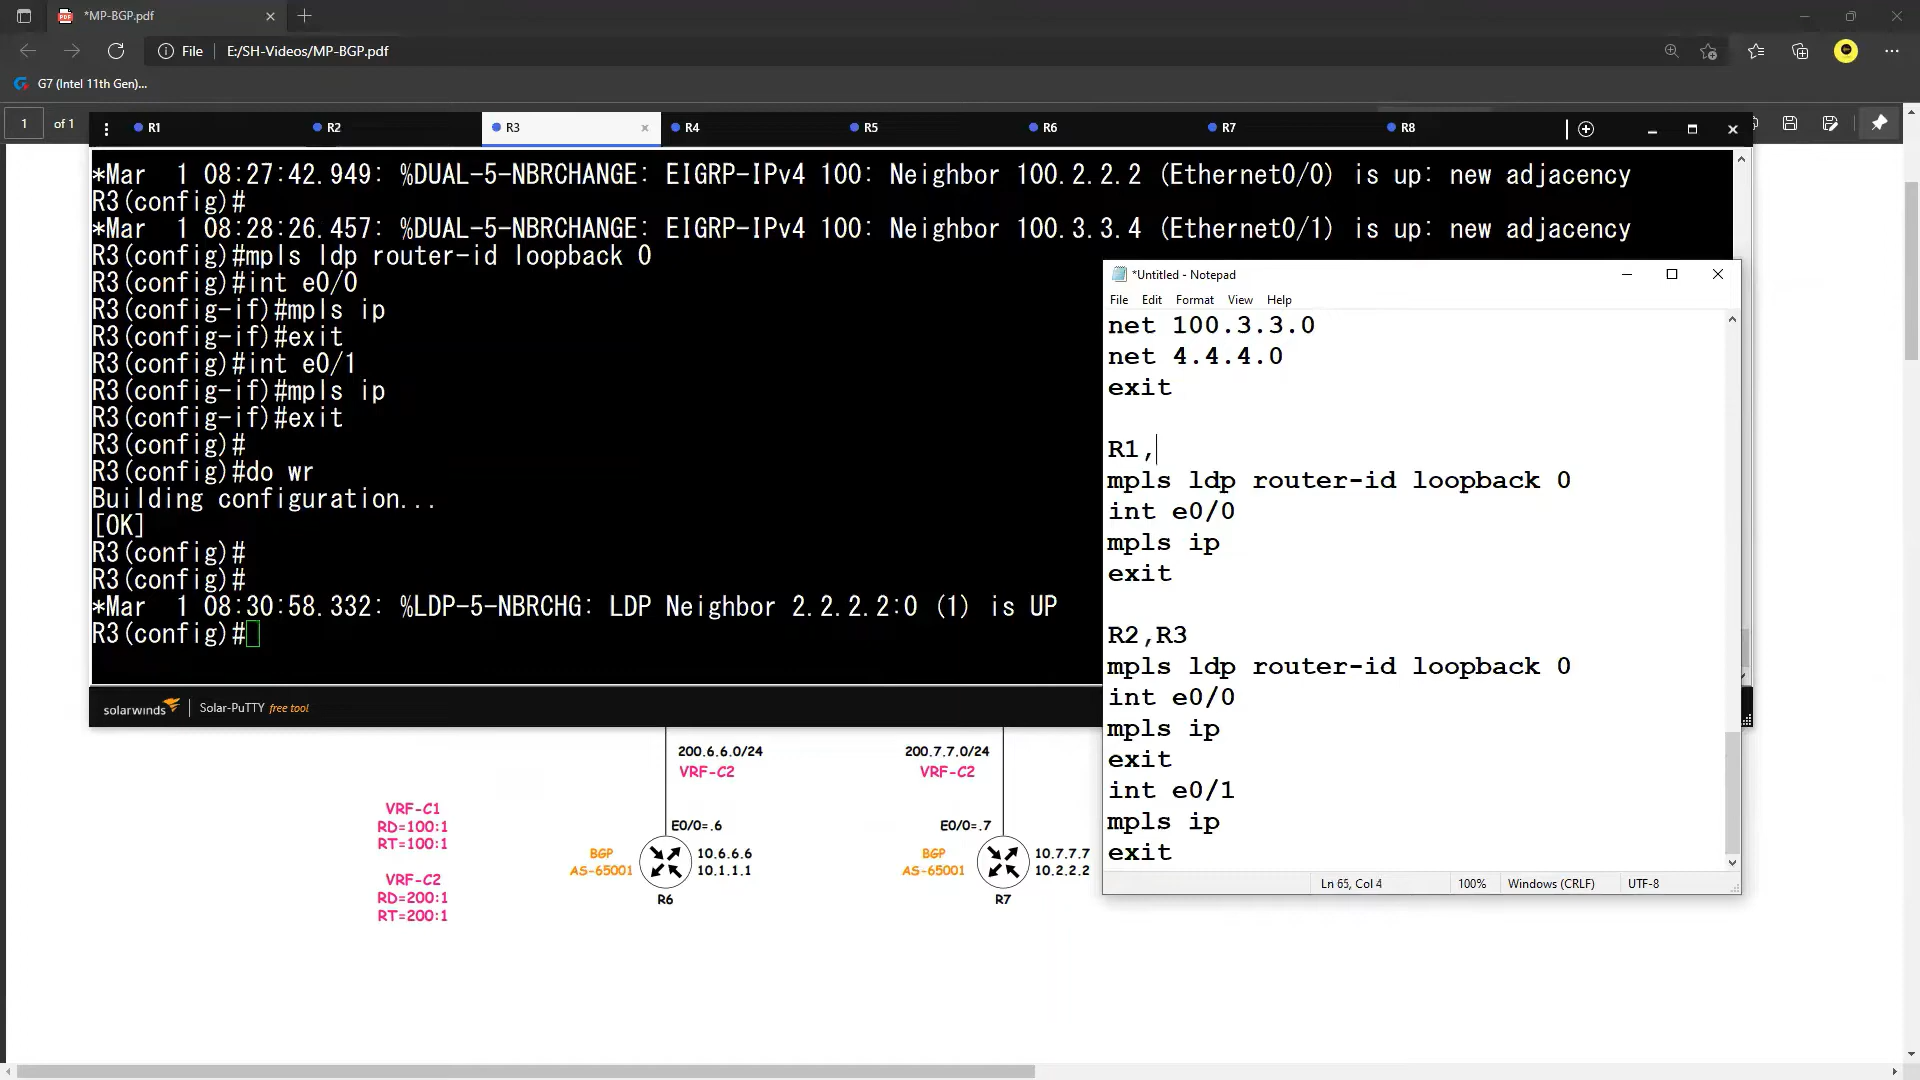 *MP-BGP.pdf
File
E:/SH-Videos/MP-BGP.pdf
G7 (Intel 11th Gen)...
1
of 1
R1
R2
R3
R4
R5
R6
R7
R8
*Mar  1 08:27:42.949: %DUAL-5-NBRCHANGE: EIGRP-IPv4 100: Neighbor 100.2.2.2 (Ethernet0/0) is up: new adjacency
R3(config)#
*Mar  1 08:28:26.457: %DUAL-5-NBRCHANGE: EIGRP-IPv4 100: Neighbor 100.3.3.4 (Ethernet0/1) is up: new adjacency
R3(config)#mpls ldp router-id loopback 0
R3(config)#int e0/0
R3(config-if)#mpls ip
R3(config-if)#exit
R3(config)#int e0/1
R3(config-if)#mpls ip
R3(config-if)#exit
R3(config)#
R3(config)#do wr
Building configuration...
[OK]
R3(config)#
R3(config)#
*Mar  1 08:30:58.332: %LDP-5-NBRCHG: LDP Neighbor 2.2.2.2:0 (1) is UP
R3(config)#
solarwinds
Solar-PuTTY free tool
*Untitled - Notepad
File
Edit
Format
View
Help
net 100.3.3.0
net 4.4.4.0
exit
R1,
mpls ldp router-id loopback 0
int e0/0
mpls ip
exit
R2,R3
mpls ldp router-id loopback 0
int e0/0
mpls ip
exit
int e0/1
mpls ip
exit
Ln 65, Col 4
100%
Windows (CRLF)
UTF-8
200.6.6.0/24
VRF-C2
200.7.7.0/24
VRF-C2
VRF-C1
RD=100:1
RT=100:1
VRF-C2
RD=200:1
RT=200:1
E0/0=.6
BGP
AS-65001
10.6.6.6
10.1.1.1
R6
E0/0=.7
BGP
AS-65001
10.7.7.7
10.2.2.2
R7